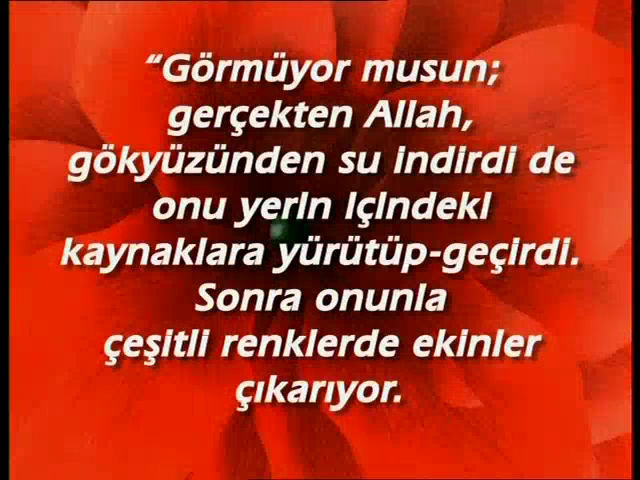 “Görmüyor musun;
gerçekten Allah,
gökyüzünden su indirdi de
onu yerin içindeki
kaynaklara yürütüp-geçirdi.
Sonra onunla
çeşitli renklerde ekinler
çıkarıyor.